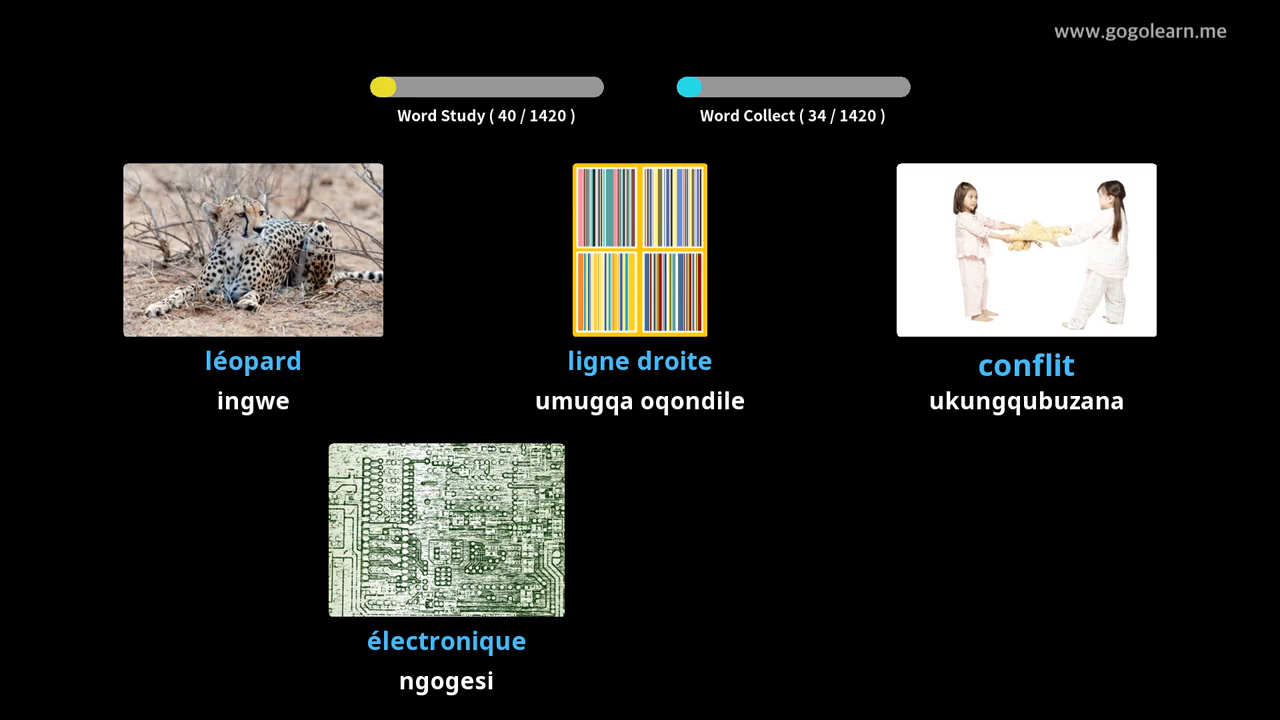 www.gogolearn.me
Word Study ( 40 / 1420 )
Word Collect ( 34 / 1420 )
léopard
ingwe
ligne droite
umugqa oqondile
conflit
ukungqubuzana
électronique
ngogesi